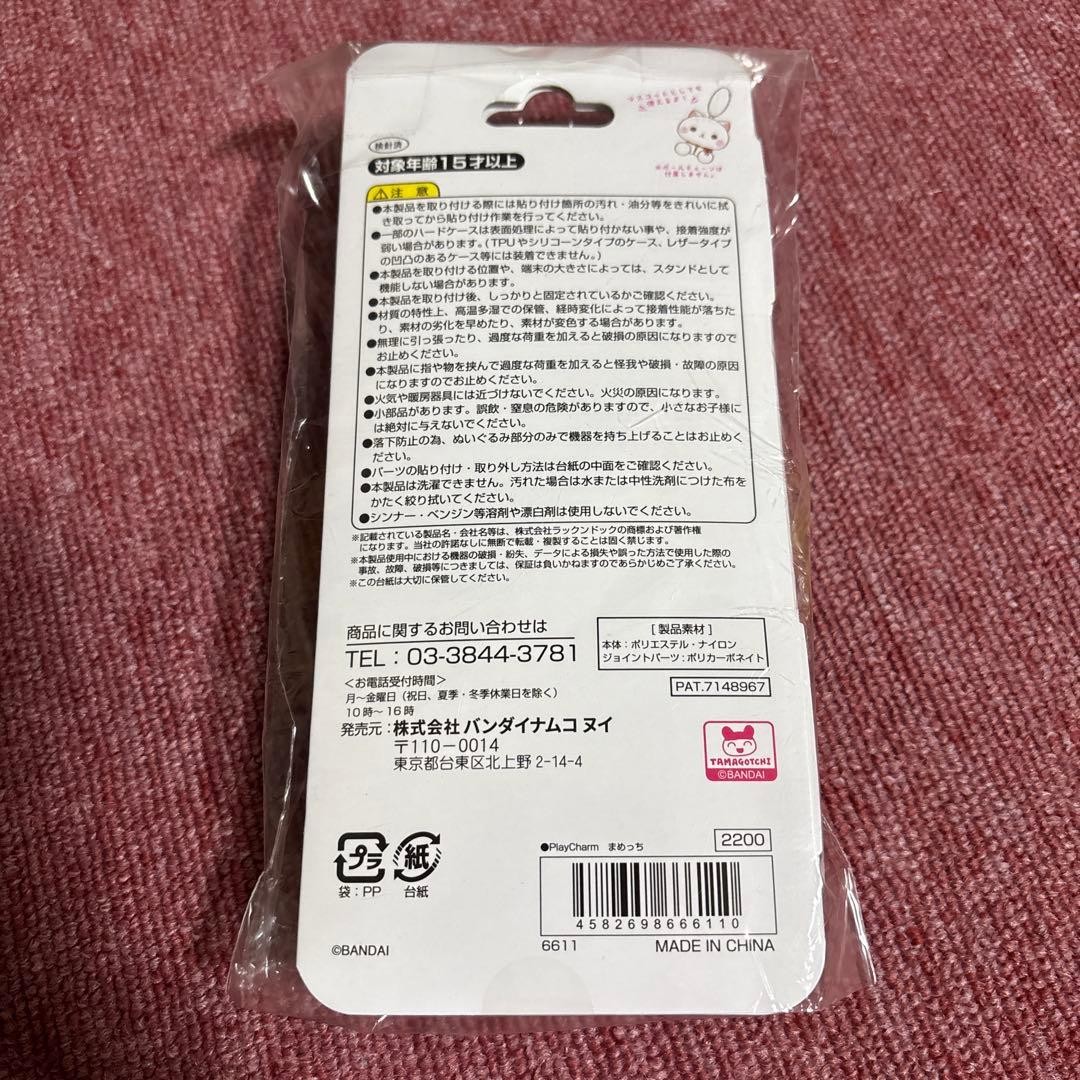 マスコットとしても
使えるよ！
※ボールチェーンは
付属しません。
検針済
対象年齢15才以上
注 意
●本製品を取り付ける際には貼り付け箇所の汚れ・油分等をきれいに拭
き取ってから貼り付け作業を行ってください。
●一部のハードケースは表面処理によって貼り付かない事や、接着強度が
弱い場合があります。（TPUやシリコーンタイプのケース、レザータイプ
の凹凸のあるケース等には装着できません。）
●本製品を取り付ける位置や、端末の大きさによっては、スタンドとして
機能しない場合があります。
●本製品を取り付け後、しっかりと固定されているかご確認ください。
●材質の特性上、高温多湿での保管、経時変化によって接着性能が落ちた
り、素材の劣化を早めたり、素材が変色する場合があります。
●無理に引っ張ったり、過度な荷重を加えると破損の原因になりますので
お止めください。
●本製品に指や物を挟んで過度な荷重を加えると怪我や破損・故障の原因
になりますのでお止めください。
●火気や暖房器具には近づけないでください。火災の原因になります。
●小部品があります。誤飲・窒息の危険がありますので、小さなお子様に
は絶対に与えないでください。
●落下防止の為、ぬいぐるみ部分のみで機器を持ち上げることはお止めく
ださい。
●パーツの貼り付け・取り外し方法は台紙の中面をご確認ください。
●本製品は洗濯できません。汚れた場合は水または中性洗剤につけた布を
かたく絞り拭いてください。
●シンナー・ベンジン等溶剤や漂白剤は使用しないでください。
※記載されている製品名・会社名等は、株式会社ラックンドックの商標および著作権
になります。当社の許諾なしに無断で転載・複製することは固く禁じます。
※本製品使用中における機器の破損・紛失、データによる損失や誤った方法で使用した際の
事故、故障、破損等につきましては、保証は負いかねますのであらかじめご了承ください。
※この台紙は大切に保管してください。
商品に関するお問い合わせは
TEL：03-3844-3781
＜お電話受付時間＞
月～金曜日（祝日、夏季・冬季休業日を除く）
10時～16時
発売元：株式会社 バンダイナムコ ヌイ
〒110－0014
東京都台東区北上野 2-14-4
［製品素材］
本体：ポリエステル・ナイロン
ジョイントパーツ：ポリカーボネイト
PAT.7148967
TAMAGOTCHI
©BANDAI
プラ
袋：PP
紙
台紙
©BANDAI
●PlayCharm まめっち
2200
4582698666110
6611
MADE IN CHINA